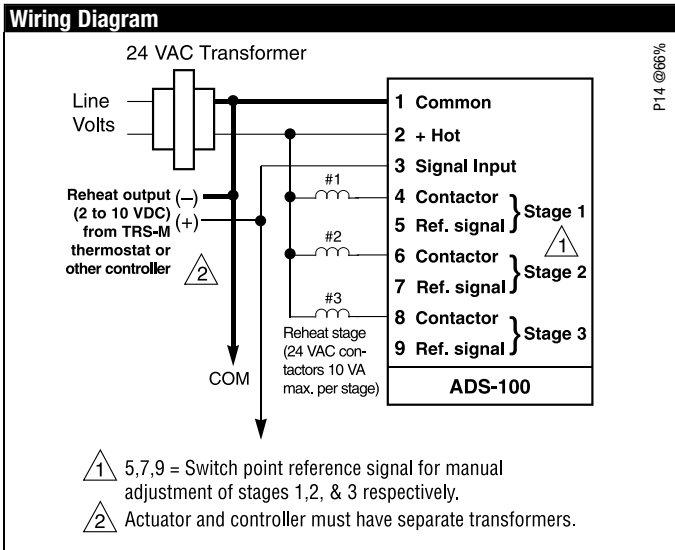 Wiring Diagram
P14 @66%
24 VAC Transformer
Line
Volts
1 Common
2 + Hot
3 Signal Input
4 Contactor
5 Ref. signal
Stage 1
6 Contactor
7 Ref. signal
Stage 2
8 Contactor
9 Ref. signal
Stage 3
ADS-100
1
#1
#2
#3
Reheat output (–)
(2 to 10 VDC) (+)
from TRS-M
thermostat or
other controller
2
Reheat stage
(24 VAC con-
tactors 10 VA
max. per stage)
COM
1 5,7,9 = Switch point reference signal for manual
adjustment of stages 1,2, & 3 respectively.
2 Actuator and controller must have separate transformers.